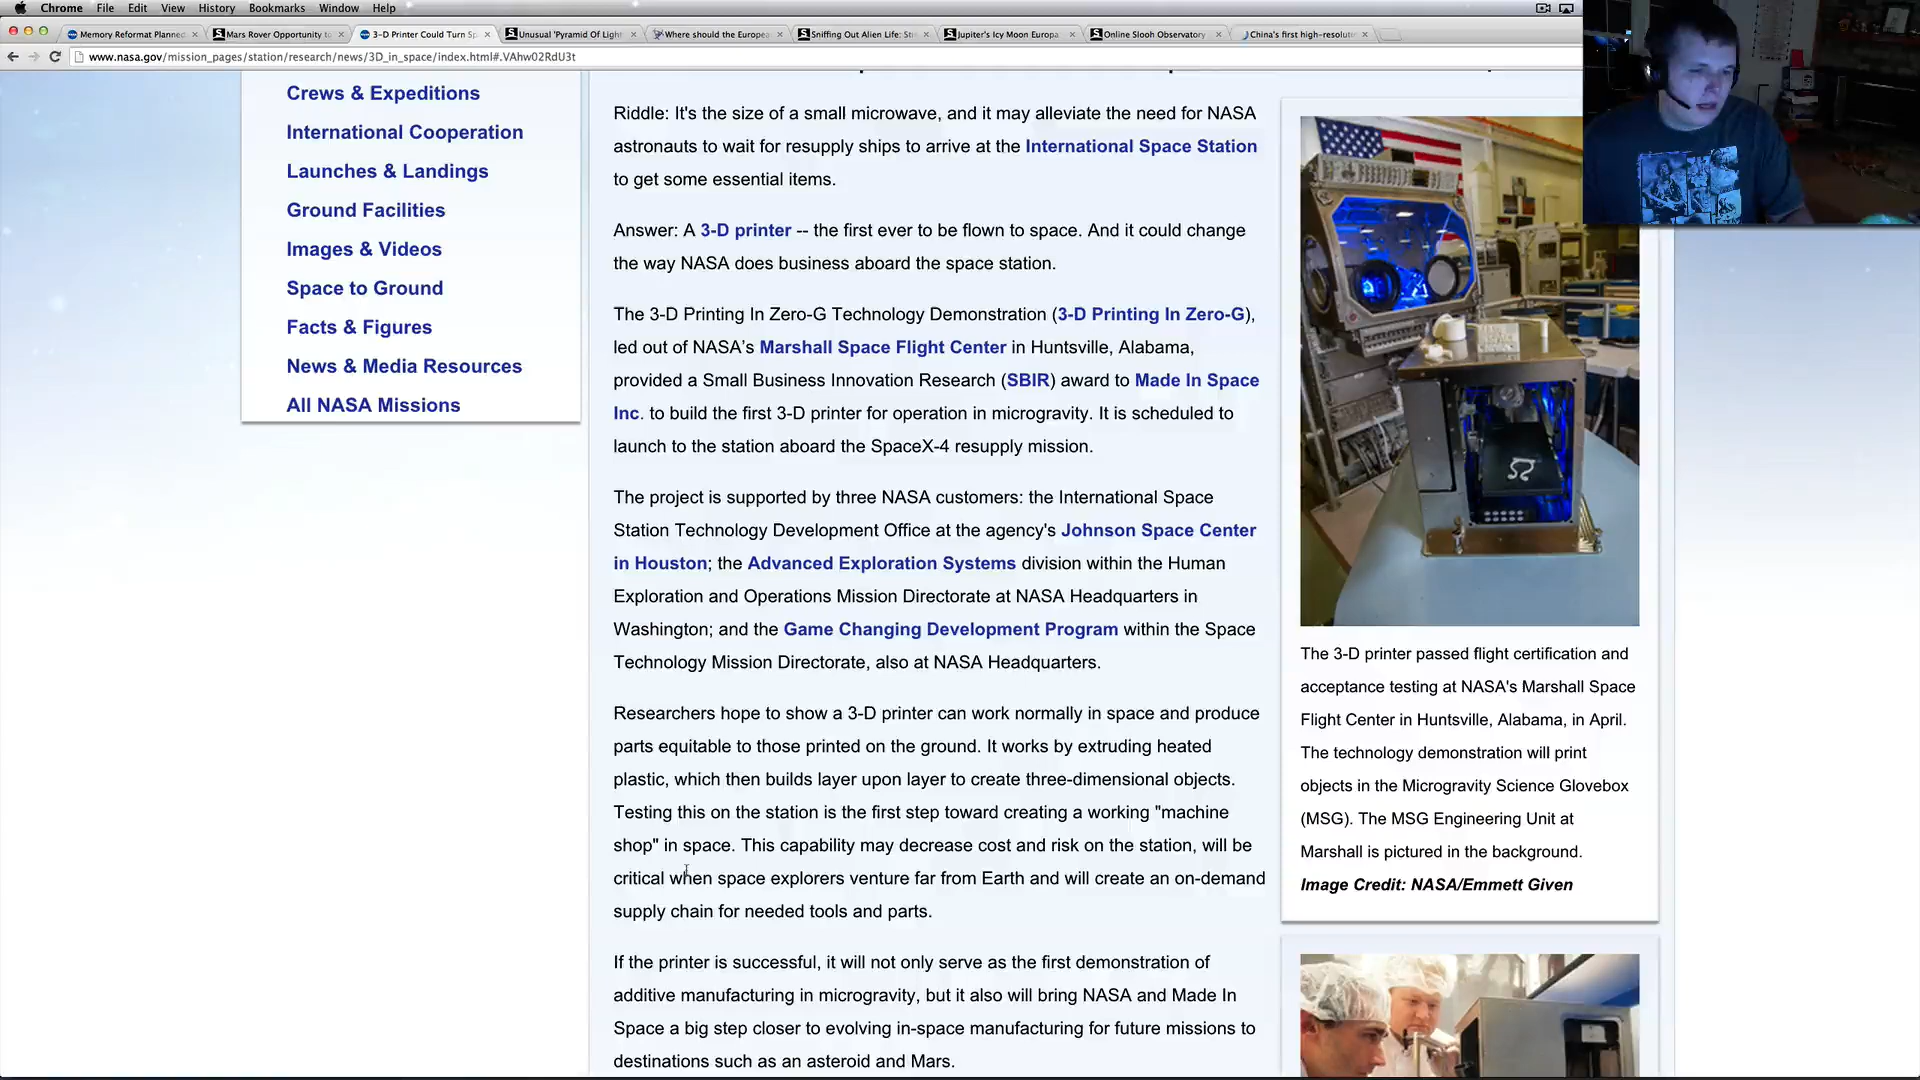 Chrome File Edit View History Bookmarks Window Help
Memory Reformat Planned
Mars Rover Opportunity to
3-D Printer Could Turn Sp
Unusual 'Pyramid Of Light'
Where should the Europea
Sniffing Out Alien Life: St
Jupiter's Icy Moon Europa
Online Slooh Observatory
China's first high-resolut
www.nasa.gov/mission_pages/station/research/news/3D_in_space/index.html#.VAhw02RdU3t
Crews & Expeditions
International Cooperation
Launches & Landings
Ground Facilities
Images & Videos
Space to Ground
Facts & Figures
News & Media Resources
All NASA Missions
Riddle: It's the size of a small microwave, and it may alleviate the need for NASA
astronauts to wait for resupply ships to arrive at the International Space Station
to get some essential items.
Answer: A 3-D printer -- the first ever to be flown to space. And it could change
the way NASA does business aboard the space station.
The 3-D Printing In Zero-G Technology Demonstration (3-D Printing In Zero-G),
led out of NASA's Marshall Space Flight Center in Huntsville, Alabama,
provided a Small Business Innovation Research (SBIR) award to Made In Space
Inc. to build the first 3-D printer for operation in microgravity. It is scheduled to
launch to the station aboard the SpaceX-4 resupply mission.
The project is supported by three NASA customers: the International Space
Station Technology Development Office at the agency's Johnson Space Center
in Houston; the Advanced Exploration Systems division within the Human
Exploration and Operations Mission Directorate at NASA Headquarters in
Washington; and the Game Changing Development Program within the Space
Technology Mission Directorate, also at NASA Headquarters.
Researchers hope to show a 3-D printer can work normally in space and produce
parts equitable to those printed on the ground. It works by extruding heated
plastic, which then builds layer upon layer to create three-dimensional objects.
Testing this on the station is the first step toward creating a working "machine
shop" in space. This capability may decrease cost and risk on the station, will be
critical when space explorers venture far from Earth and will create an on-demand
supply chain for needed tools and parts.
If the printer is successful, it will not only serve as the first demonstration of
additive manufacturing in microgravity, but it also will bring NASA and Made In
Space a big step closer to evolving in-space manufacturing for future missions to
destinations such as an asteroid and Mars.
The 3-D printer passed flight certification and
acceptance testing at NASA's Marshall Space
Flight Center in Huntsville, Alabama, in April.
The technology demonstration will print
objects in the Microgravity Science Glovebox
(MSG). The MSG Engineering Unit at
Marshall is pictured in the background.
Image Credit: NASA/Emmett Given